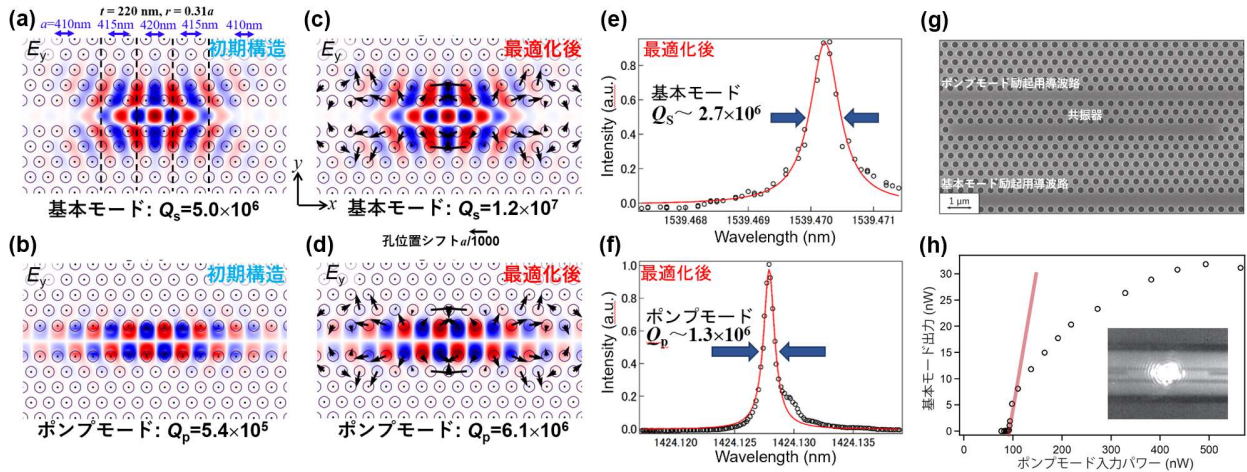 (a)
t = 220 nm, r = 0.31a
a=410nm 415nm 420nm 415nm 410nm
Ey
初期構造
基本モード: Qs=5.0×10⁶
(b)
Ey
初期構造
ポンプモード: Qp=5.4×10⁵
y
x
(c)
Ey
最適化後
基本モード: Qs=1.2×10⁷
孔位置シフトa/1000
(d)
Ey
最適化後
ポンプモード: Qp=6.1×10⁶
(e)
最適化後
基本モード
QS～ 2.7×10⁶
Intensity (a.u.)
0.8
0.6
0.4
0.2
0.0
1539.468 1539.469 1539.470 1539.471
Wavelength (nm)
(f)
最適化後
ポンプモード
Qp～1.3×10⁶
Intensity (a.u.)
1.0
0.8
0.6
0.4
0.2
0.0
1424.120 1424.125 1424.130 1424.135
Wavelength (nm)
(g)
ポンプモード励起用導波路
共振器
基本モード励起用導波路
1 μm
(h)
基本モード出力 (nW)
30
25
20
15
10
5
0
0 100 200 300 400 500
ポンプモード入力パワー (nW)